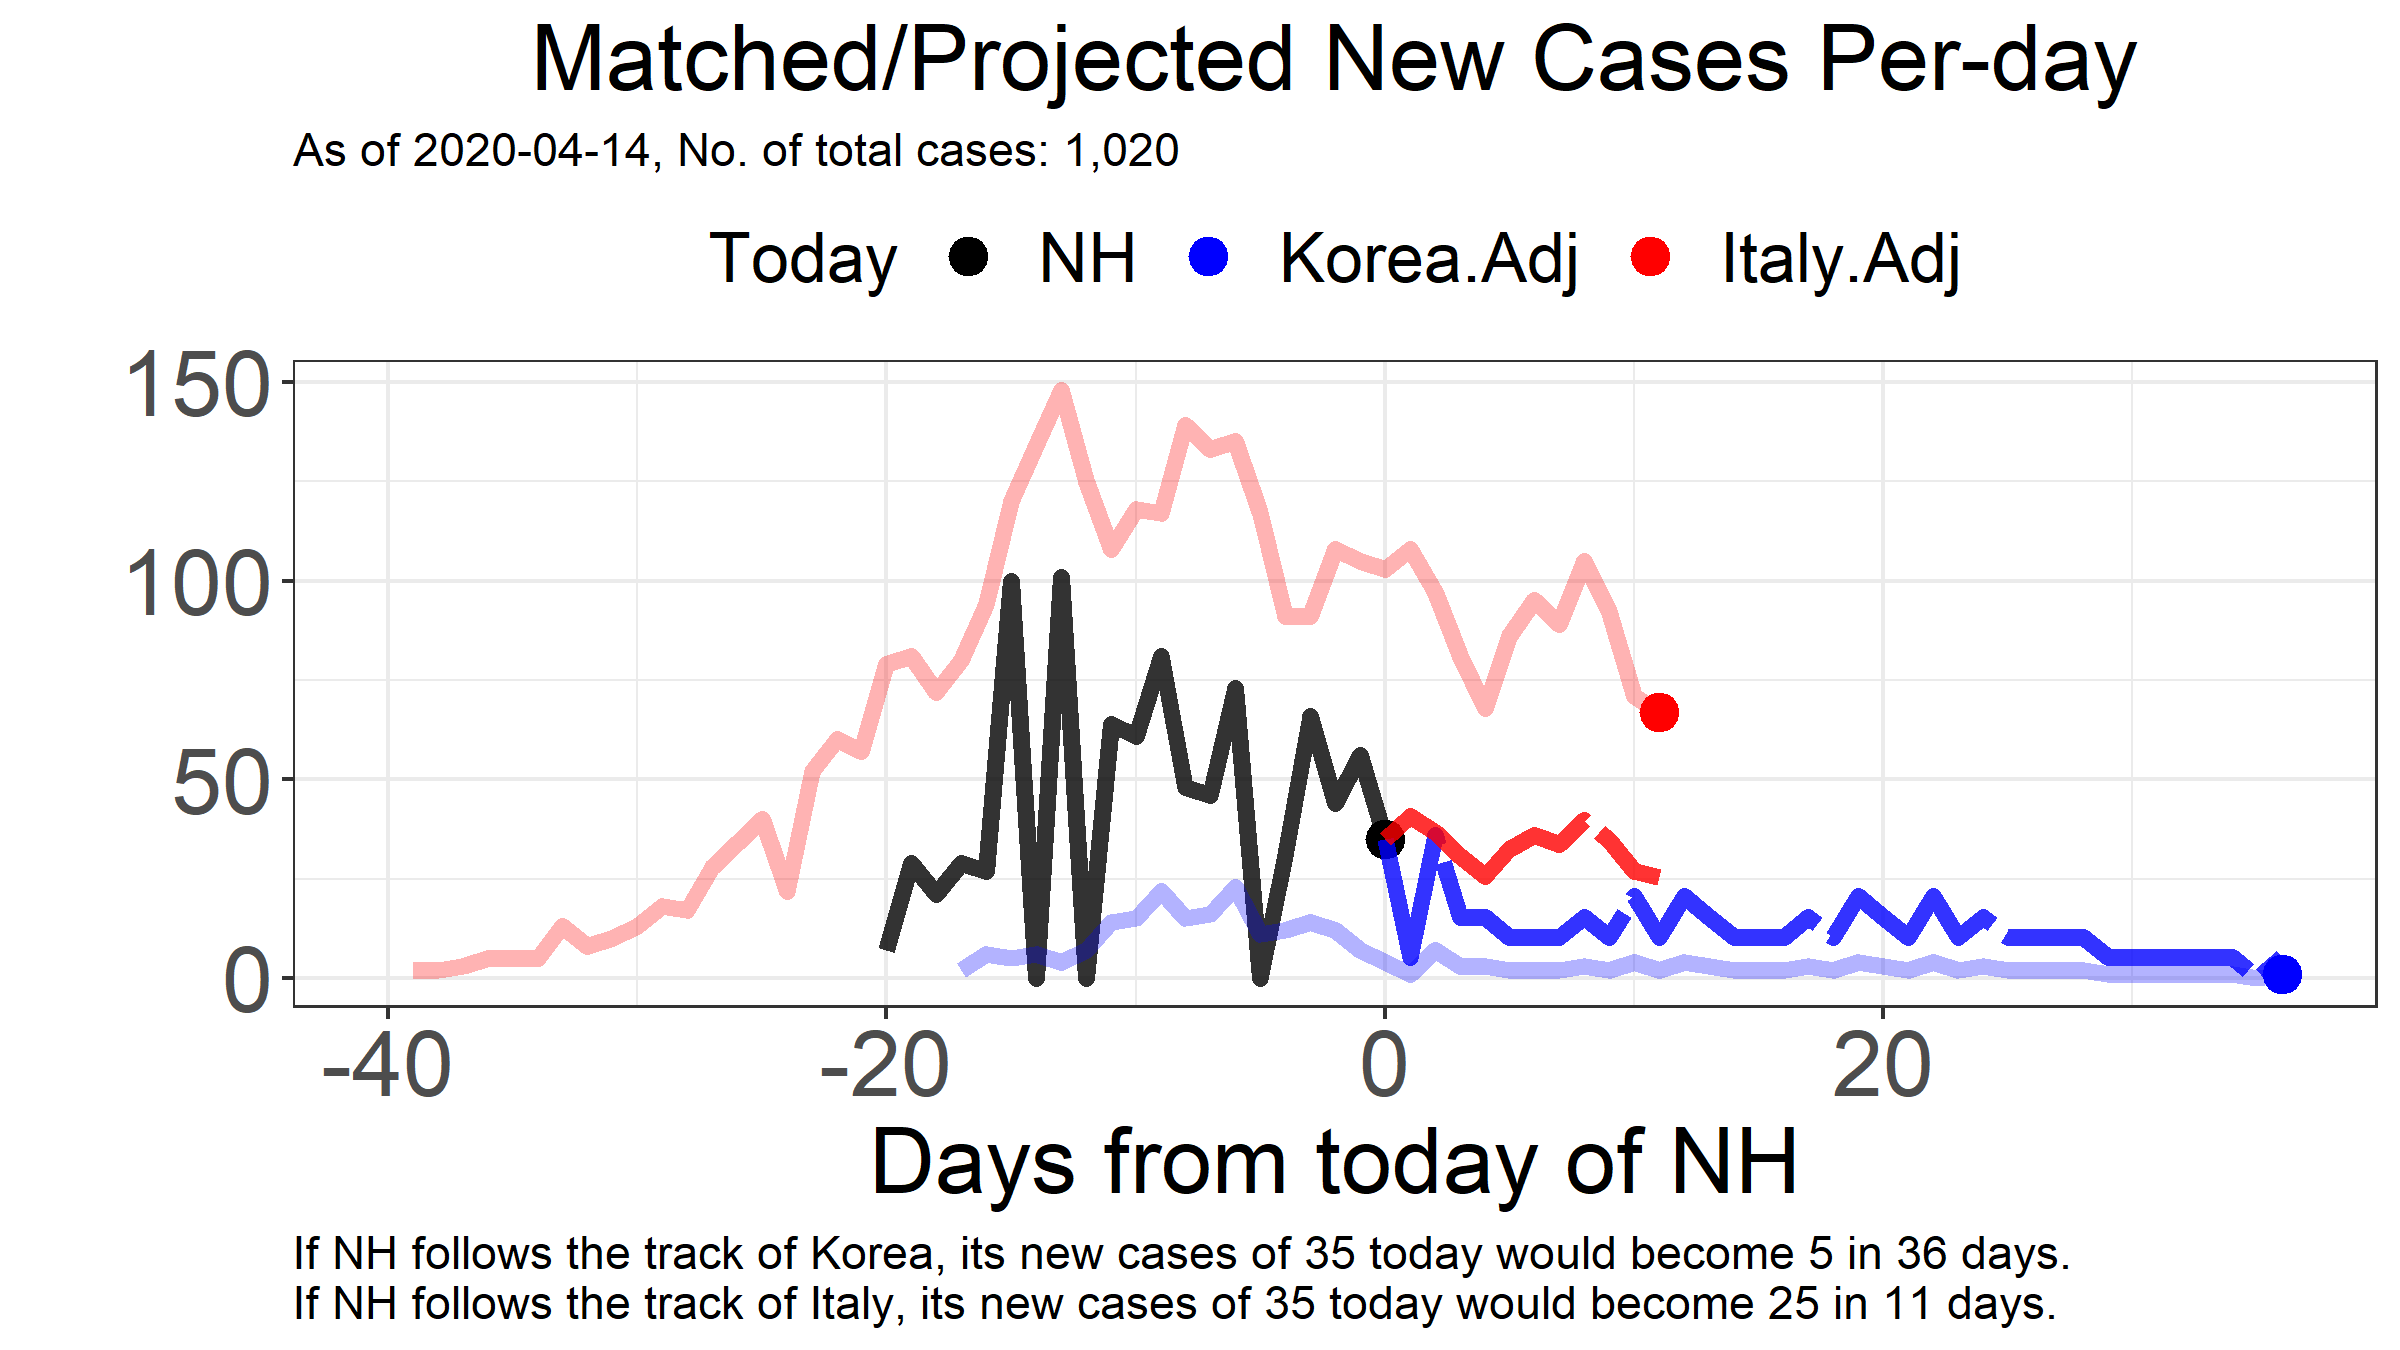 Matched/Projected New Cases Per-day
As of 2020-04-14, No. of total cases: 1,020
Today NH Korea.Adj Italy.Adj
150
100
50
0
-40 -20 0 20
Days from today of NH
If NH follows the track of Korea, its new cases of 35 today would become 5 in 36 days.
If NH follows the track of Italy, its new cases of 35 today would become 25 in 11 days.